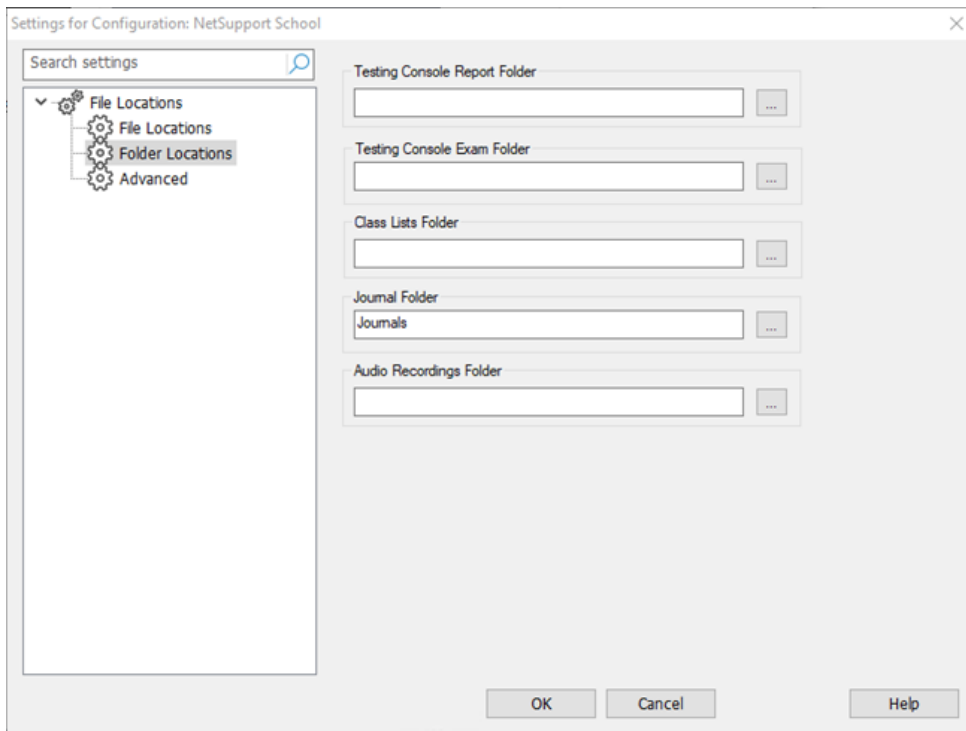 Settings for Configuration: NetSupport School
Search settings
File Locations
File Locations
Folder Locations
Advanced
Testing Console Report Folder
...
Testing Console Exam Folder
...
Class Lists Folder
...
Journal Folder
Journals
...
Audio Recordings Folder
...
OK
Cancel
Help